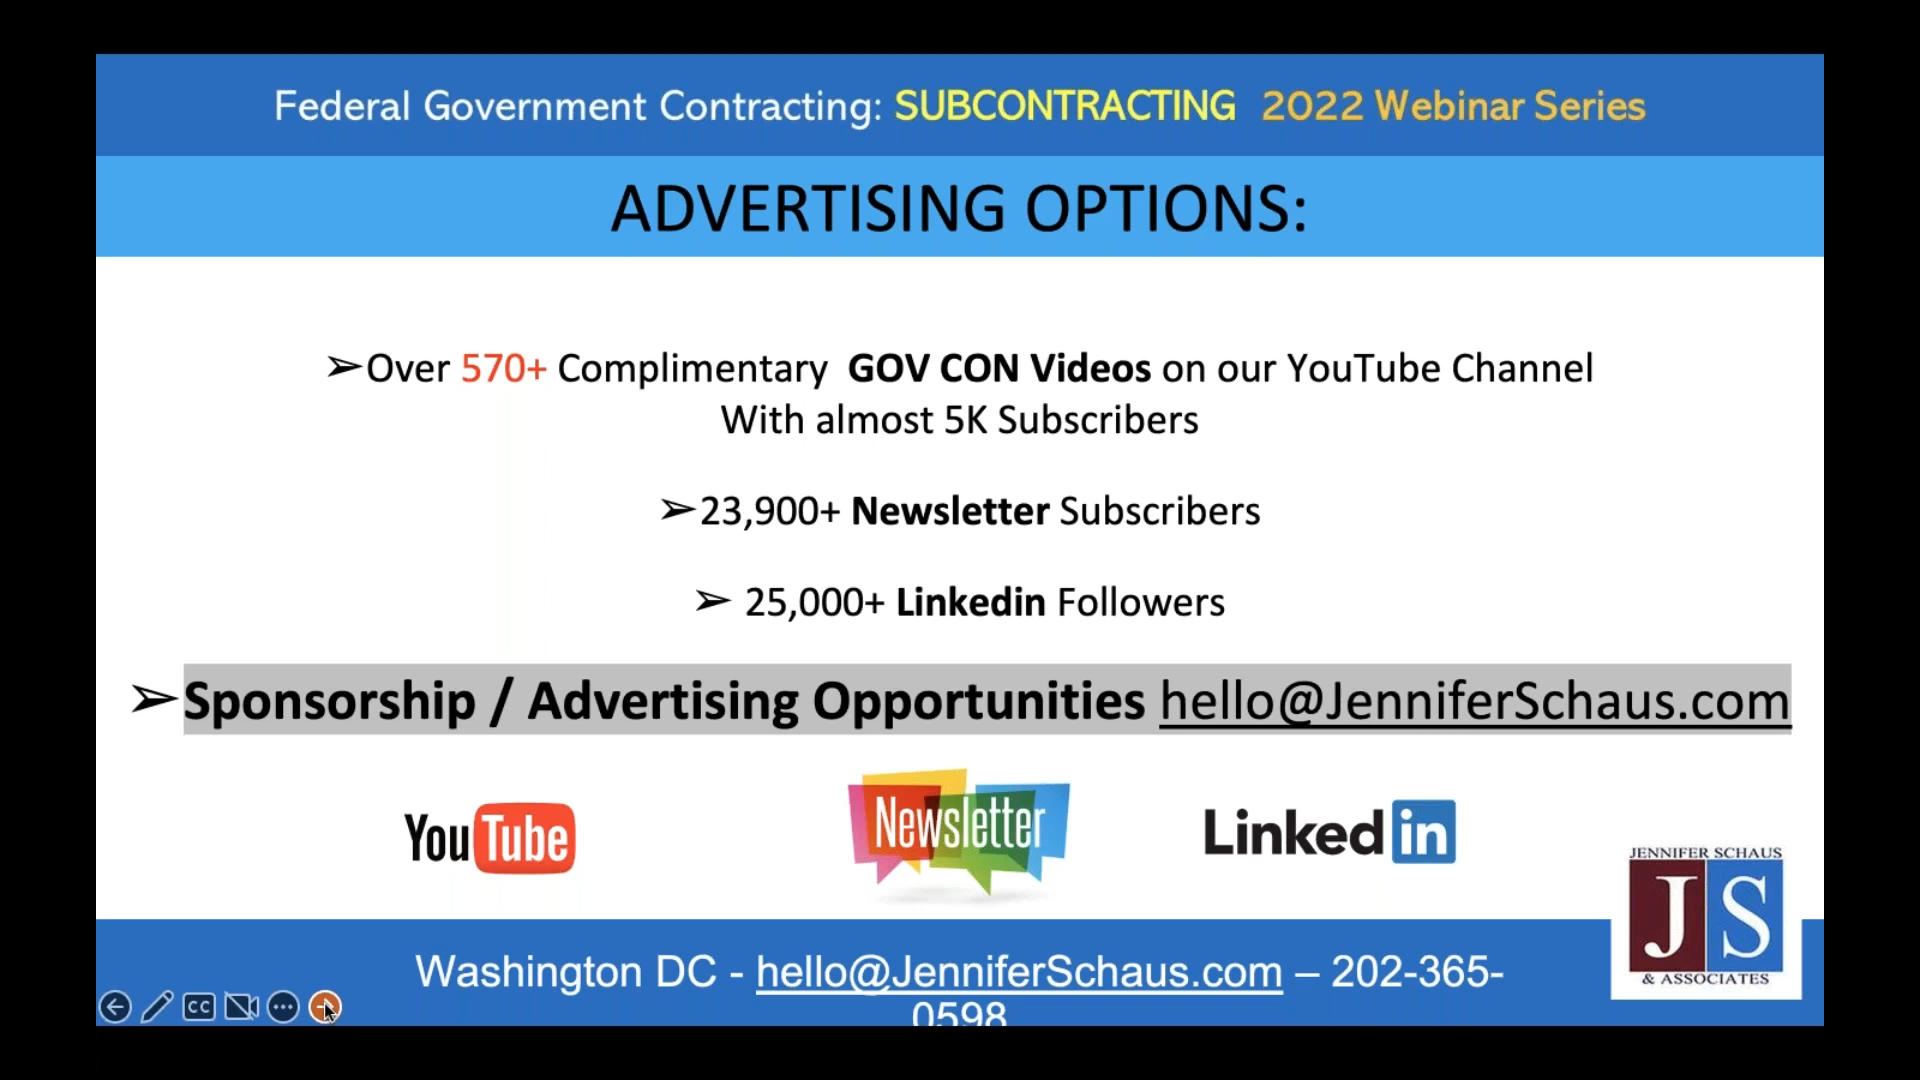 Federal Government Contracting: SUBCONTRACTING 2022 Webinar Series
ADVERTISING OPTIONS:
➢Over 570+ Complimentary GOV CON Videos on our YouTube Channel
With almost 5K Subscribers
➢23,900+ Newsletter Subscribers
➢ 25,000+ Linkedin Followers
➢Sponsorship / Advertising Opportunities hello@JenniferSchaus.com
YouTube
Newsletter
Linkedin
JENNIFER SCHAUS
JS
& ASSOCIATES
Washington DC - hello@JenniferSchaus.com – 202-365-
0598
CC